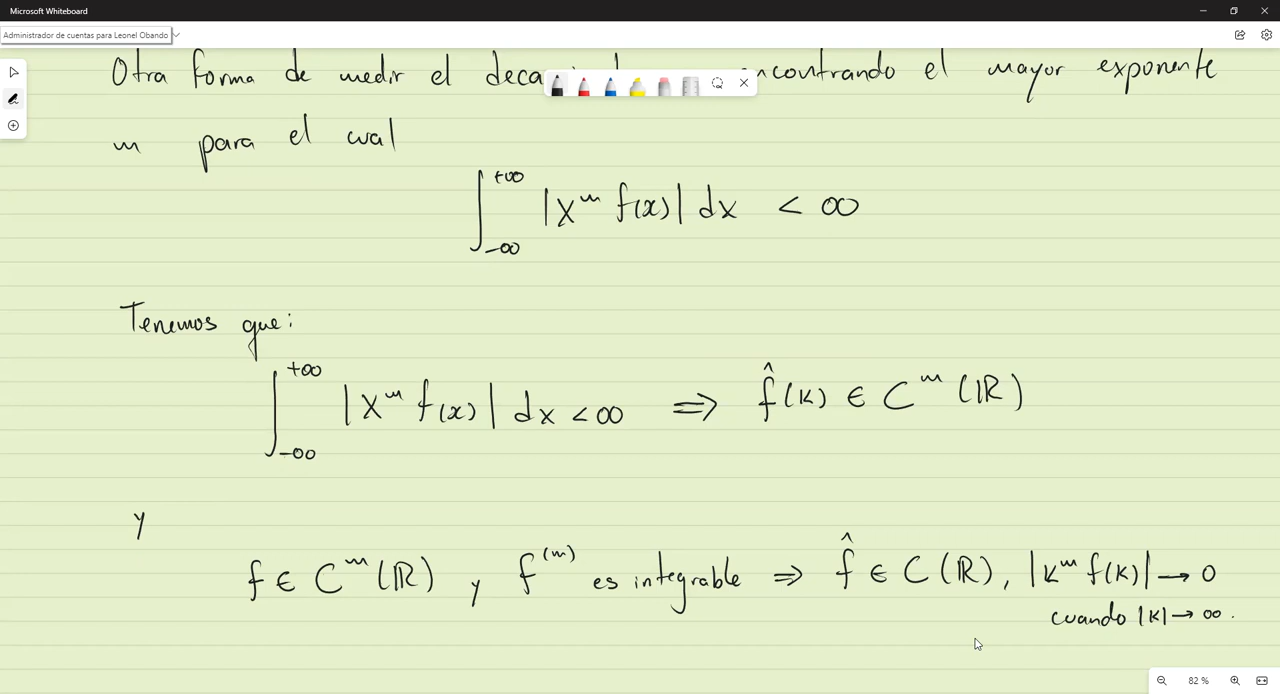 Microsoft Whiteboard
Administrador de cuentas para Leonel Obando
Otra forma de medir el encontrando el mayor exponente
m para el cual
∫_{-∞}^{+∞} |x^m f(x)| dx < ∞
Tenemos que:
∫_{-∞}^{+∞} |x^m f(x)| dx < ∞ ⇒ f̂(k) ∈ C^m(ℝ)
y
f ∈ C^m(ℝ) y f^(m) es integrable ⇒ f̂ ∈ C(ℝ), |k^m f(k)| → 0
cuando |k| → ∞.
82 %